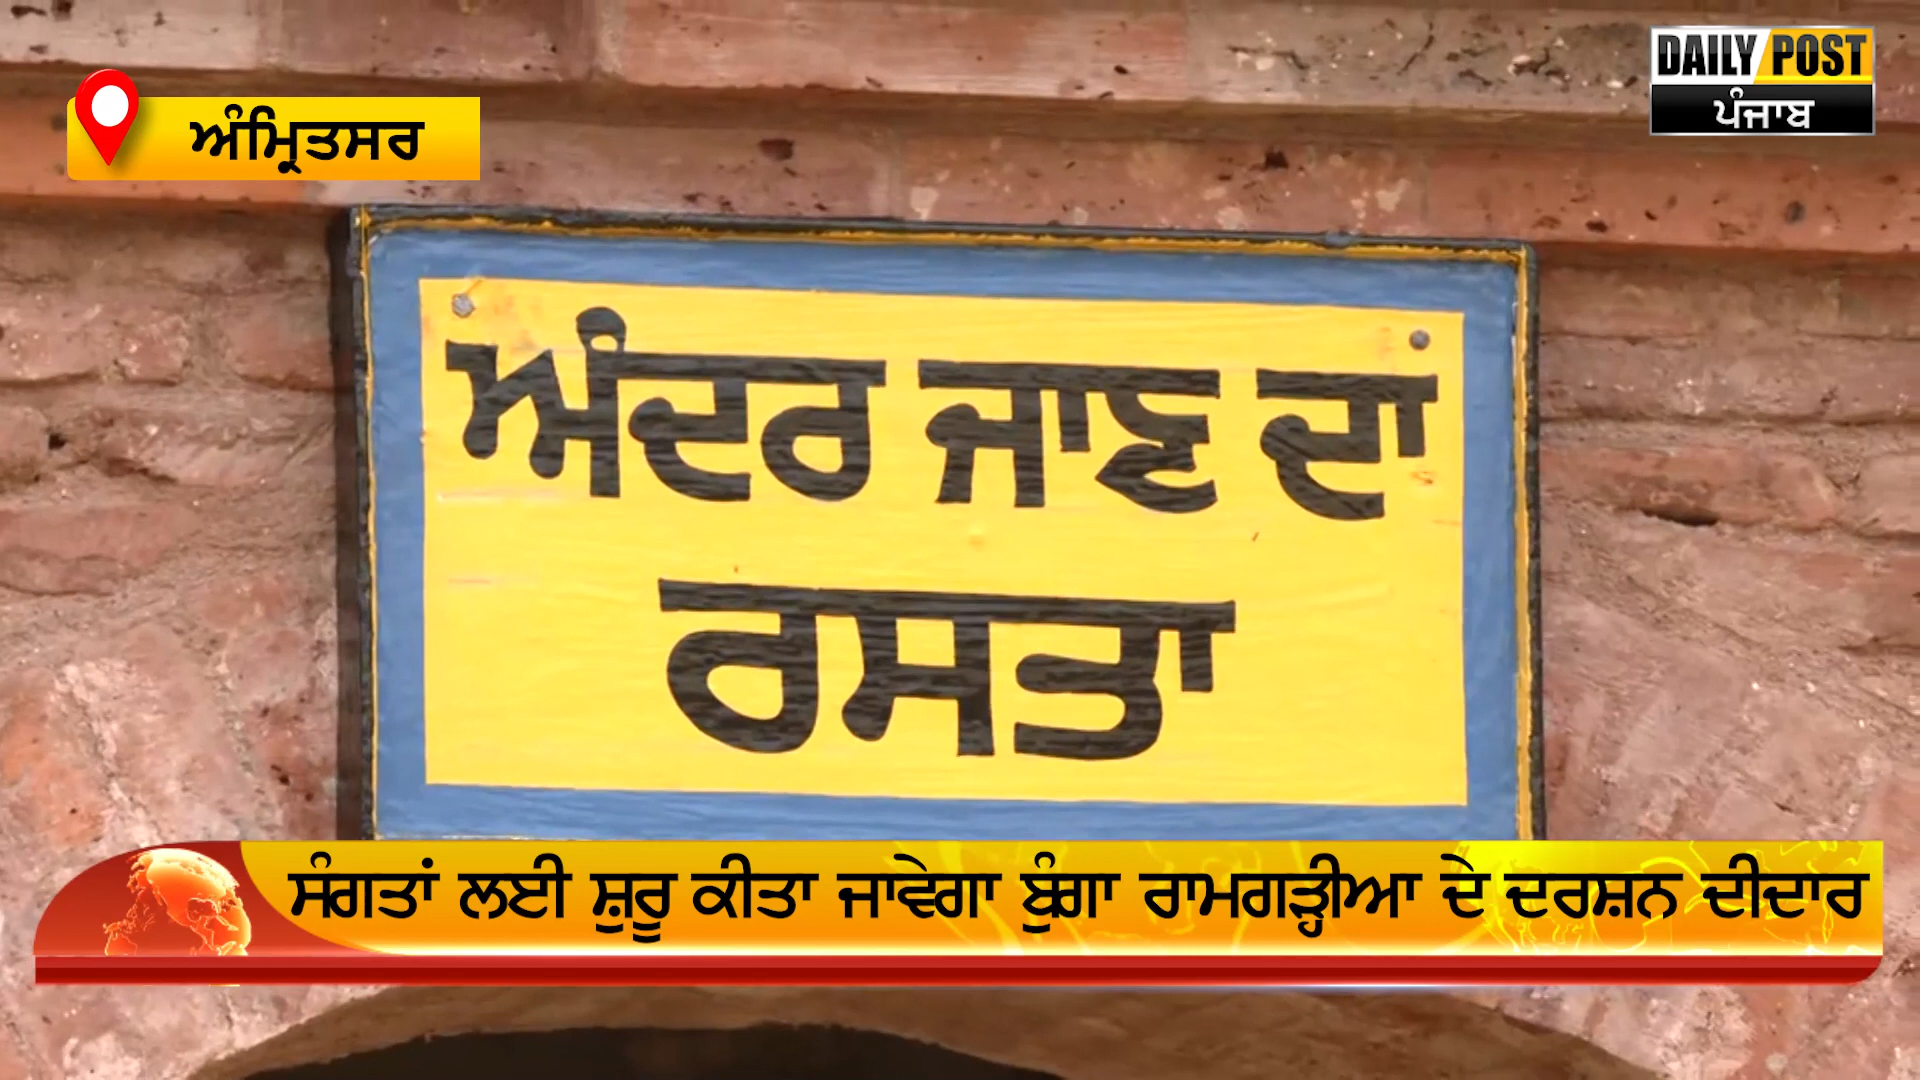 DAILY POST
ਪੰਜਾਬ
ਅੰਮ੍ਰਿਤਸਰ
ਅੰਦਰ ਜਾਣ ਦਾਂ
ਰਸਤਾ
ਸੰਗਤਾਂ ਲਈ ਸ਼ੁਰੂ ਕੀਤਾ ਜਾਵੇਗਾ ਬੁੰਗਾ ਰਾਮਗੜ੍ਹੀਆ ਦੇ ਦਰਸ਼ਨ ਦੀਦਾਰ